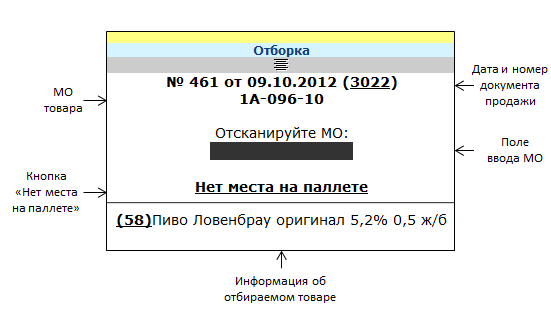 Отборка
№ 461 от 09.10.2012 (3022)
1А-096-10
Отсканируйте МО:
Нет места на паллете
(58)Пиво Ловенбрау оригинал 5,2% 0,5 ж/б
МО
товара
Кнопка
«Нет места
на паллете»
Дата и номер
документа
продажи
Поле
ввода МО
Информация об
отбираемом товаре